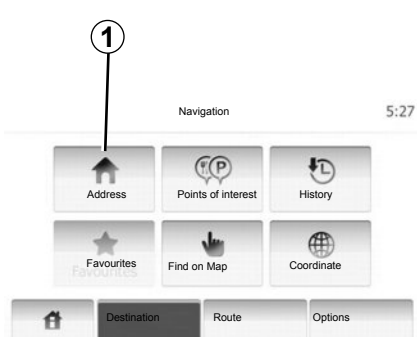 1
Navigation 5:27
Address Points of interest History
Favourites Find on Map Coordinate
Destination Route Options